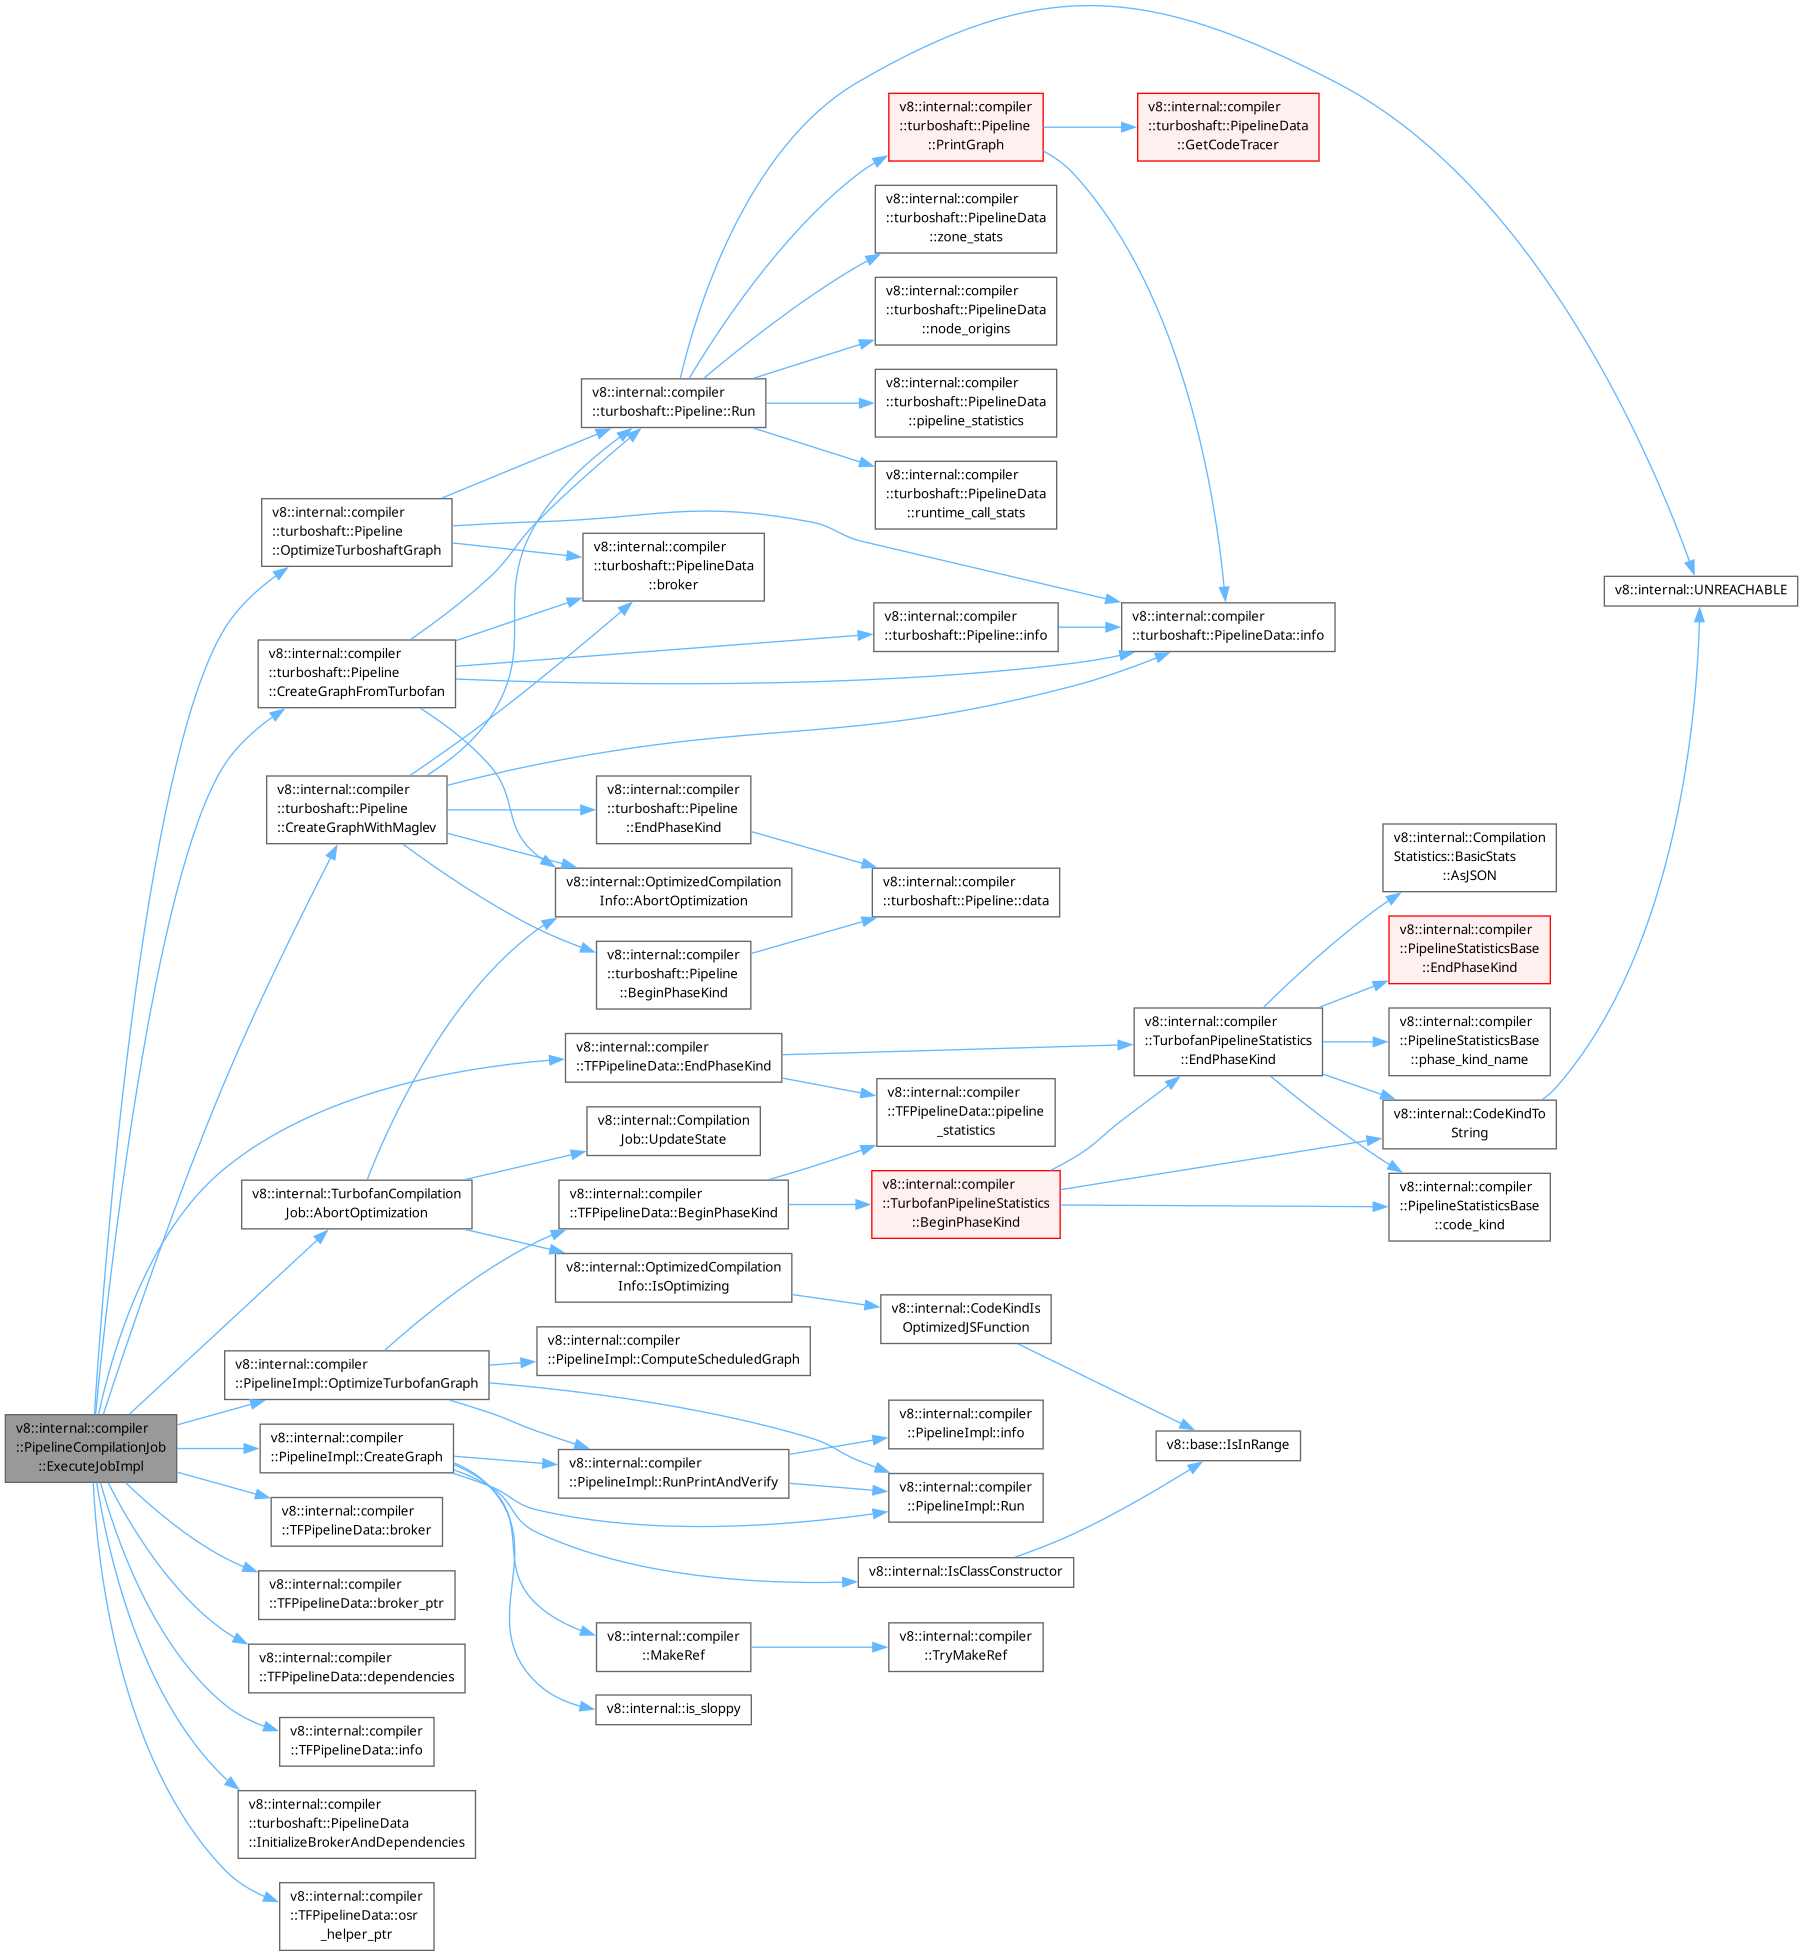 v8::internal::compiler
::PipelineCompilationJob
::ExecuteJobImpl
v8::internal::compiler
::turboshaft::Pipeline
::OptimizeTurboshaftGraph
v8::internal::compiler
::turboshaft::Pipeline
::CreateGraphFromTurbofan
v8::internal::compiler
::turboshaft::Pipeline
::CreateGraphWithMaglev
v8::internal::TurbofanCompilation
Job::AbortOptimization
v8::internal::compiler
::PipelineImpl::OptimizeTurbofanGraph
v8::internal::compiler
::PipelineImpl::CreateGraph
v8::internal::compiler
::TFPipelineData::broker
v8::internal::compiler
::TFPipelineData::broker_ptr
v8::internal::compiler
::TFPipelineData::dependencies
v8::internal::compiler
::TFPipelineData::info
v8::internal::compiler
::turboshaft::PipelineData
::InitializeBrokerAndDependencies
v8::internal::compiler
::TFPipelineData::osr
_helper_ptr
v8::internal::compiler
::turboshaft::Pipeline::Run
v8::internal::compiler
::turboshaft::PipelineData
::broker
v8::internal::compiler
::turboshaft::Pipeline
::EndPhaseKind
v8::internal::OptimizedCompilation
Info::AbortOptimization
v8::internal::compiler
::turboshaft::Pipeline
::BeginPhaseKind
v8::internal::compiler
::TFPipelineData::EndPhaseKind
v8::internal::Compilation
Job::UpdateState
v8::internal::compiler
::TFPipelineData::BeginPhaseKind
v8::internal::OptimizedCompilation
Info::IsOptimizing
v8::internal::compiler
::PipelineImpl::ComputeScheduledGraph
v8::internal::compiler
::PipelineImpl::RunPrintAndVerify
v8::internal::compiler
::MakeRef
v8::internal::is_sloppy
v8::internal::compiler
::turboshaft::Pipeline
::PrintGraph
v8::internal::compiler
::turboshaft::PipelineData
::zone_stats
v8::internal::compiler
::turboshaft::PipelineData
::node_origins
v8::internal::compiler
::turboshaft::PipelineData
::pipeline_statistics
v8::internal::compiler
::turboshaft::PipelineData
::runtime_call_stats
v8::internal::compiler
::turboshaft::Pipeline::info
v8::internal::compiler
::turboshaft::Pipeline::data
v8::internal::compiler
::TFPipelineData::pipeline
_statistics
v8::internal::compiler
::TurbofanPipelineStatistics
::BeginPhaseKind
v8::internal::CodeKindIs
OptimizedJSFunction
v8::internal::compiler
::PipelineImpl::info
v8::internal::compiler
::PipelineImpl::Run
v8::internal::IsClassConstructor
v8::internal::compiler
::TryMakeRef
v8::internal::compiler
::turboshaft::PipelineData
::GetCodeTracer
v8::internal::compiler
::turboshaft::PipelineData::info
v8::internal::compiler
::TurbofanPipelineStatistics
::EndPhaseKind
v8::base::IsInRange
v8::internal::Compilation
Statistics::BasicStats
::AsJSON
v8::internal::compiler
::PipelineStatisticsBase
::EndPhaseKind
v8::internal::compiler
::PipelineStatisticsBase
::phase_kind_name
v8::internal::CodeKindTo
String
v8::internal::compiler
::PipelineStatisticsBase
::code_kind
v8::internal::UNREACHABLE